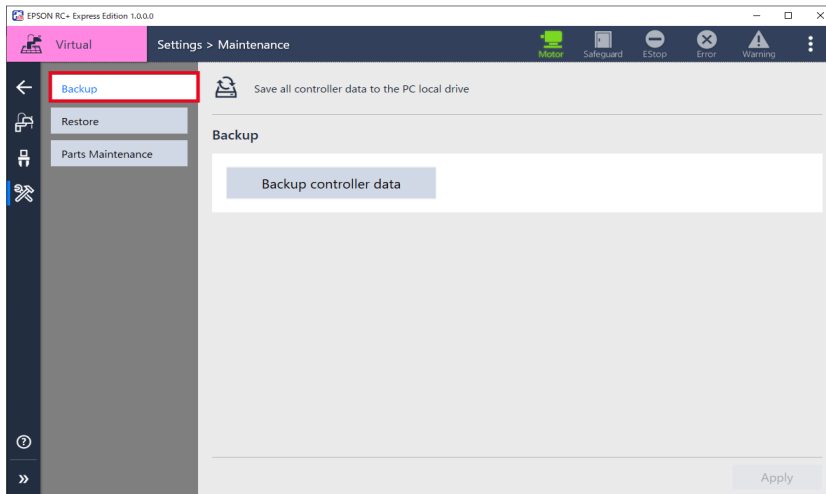 EPSON RC+ Express Edition 1.0.0.0
Virtual
Settings > Maintenance
Motor
Safeguard
EStop
Error
Warning
Backup
Save all controller data to the PC local drive
Restore
Parts Maintenance
Backup
Backup controller data
Apply